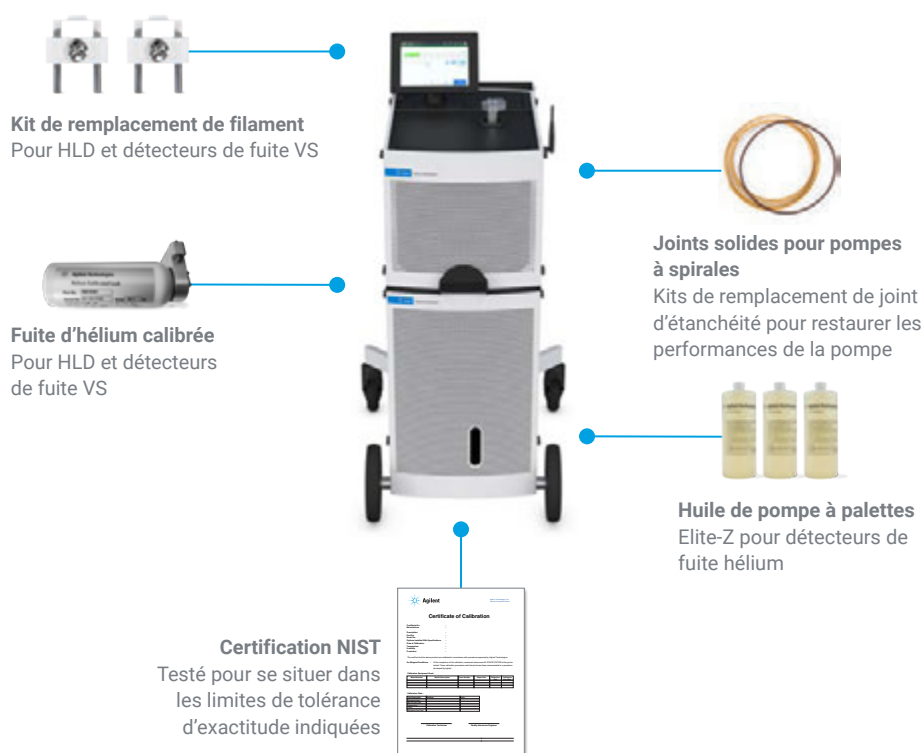 Kit de remplacement de filament
Pour HLD et détecteurs de fuite VS
Fuite d’hélium calibrée
Pour HLD et détecteurs
de fuite VS
Joints solides pour pompes
à spirales
Kits de remplacement de joint
d’étanchéité pour restaurer les
performances de la pompe
Huile de pompe à palettes
Elite-Z pour détecteurs de
fuite hélium
Certification NIST
Testé pour se situer dans
les limites de tolérance
d’exactitude indiquées
Agilent
Certificate of Calibration